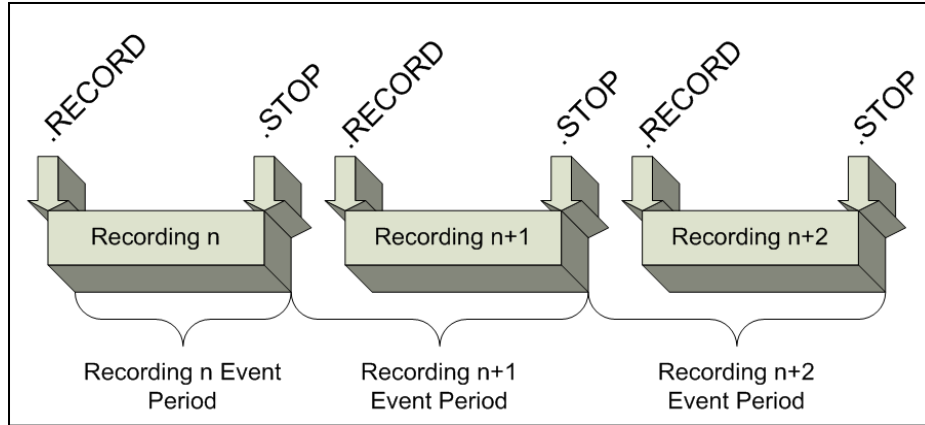 .RECORD
.STOP
.RECORD
.STOP
.RECORD
.STOP
Recording n
Recording n+1
Recording n+2
Recording n Event
Period
Recording n+1
Event Period
Recording n+2
Event Period